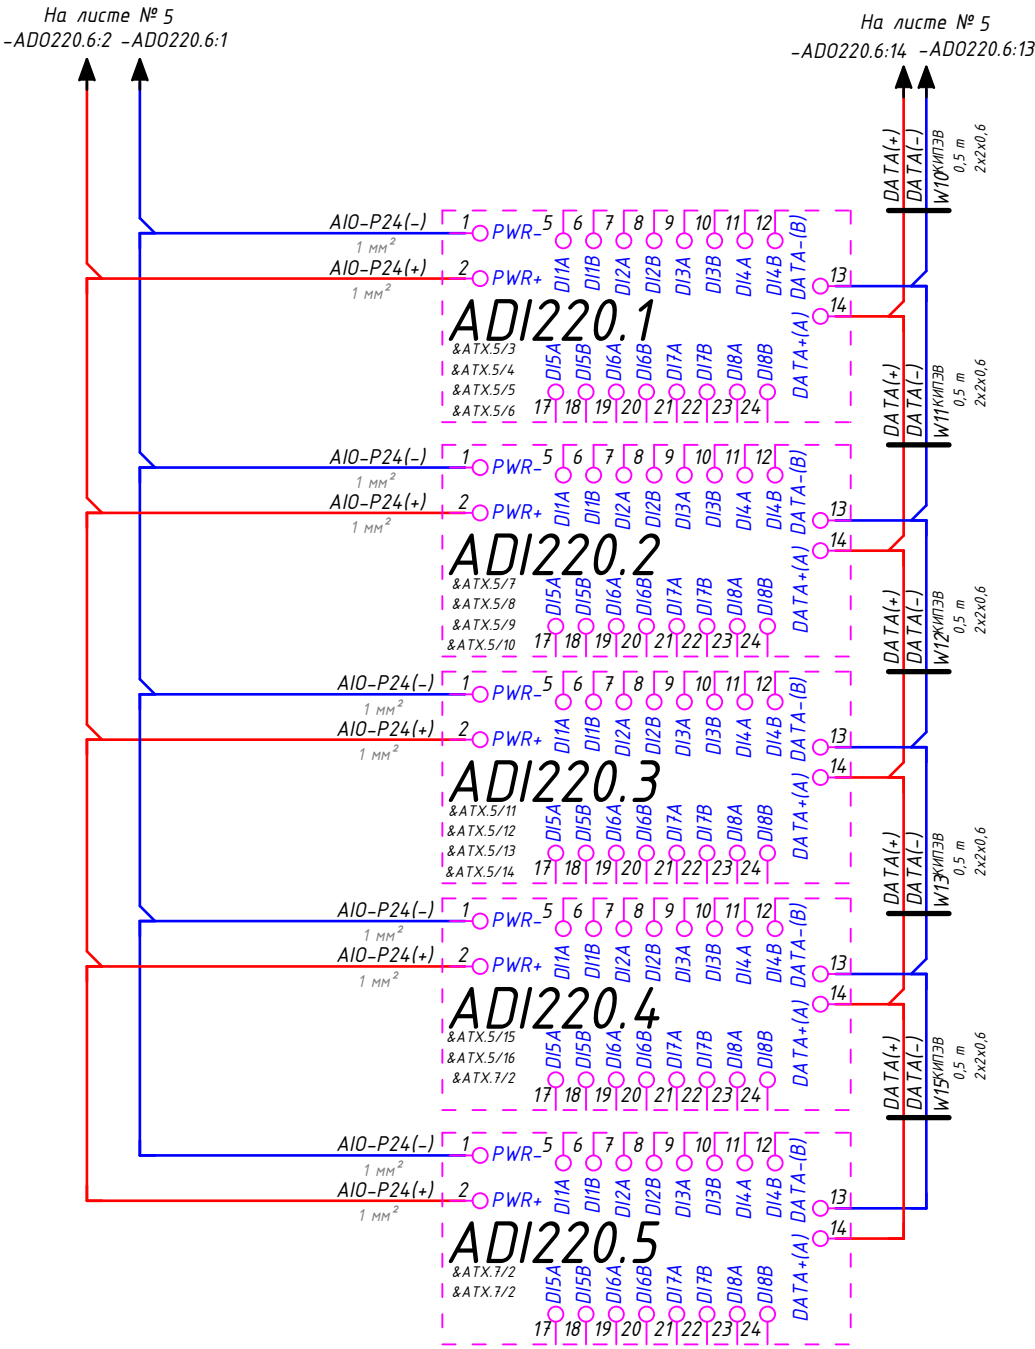 На листе № 5
-ADO220.6:2 -ADO220.6:1
На листе № 5
-ADO220.6:14 -ADO220.6:13
DATA(+)
DATA(-)
W10
КИПЭВ
0,5 m
2x2x0,6
AIO-P24(-)
1 мм²
AIO-P24(+)
1 мм²
1 PWR-
2 PWR+
5 6 7 8 9 10 11 12
DI1A DI1B DI2A DI2B DI3A DI3B DI4A DI4B
DATA-(B) 13
DATA+(A) 14
ADI220.1
&ATX.5/3
&ATX.5/4
&ATX.5/5
&ATX.5/6
DI5A DI5B DI6A DI6B DI7A DI7B DI8A DI8B
17 18 19 20 21 22 23 24
DATA(+)
DATA(-)
W11
КИПЭВ
0,5 m
2x2x0,6
AIO-P24(-)
1 мм²
AIO-P24(+)
1 мм²
1 PWR-
2 PWR+
5 6 7 8 9 10 11 12
DI1A DI1B DI2A DI2B DI3A DI3B DI4A DI4B
DATA-(B) 13
DATA+(A) 14
ADI220.2
&ATX.5/7
&ATX.5/8
&ATX.5/9
&ATX.5/10
DI5A DI5B DI6A DI6B DI7A DI7B DI8A DI8B
17 18 19 20 21 22 23 24
DATA(+)
DATA(-)
W12
КИПЭВ
0,5 m
2x2x0,6
AIO-P24(-)
1 мм²
AIO-P24(+)
1 мм²
1 PWR-
2 PWR+
5 6 7 8 9 10 11 12
DI1A DI1B DI2A DI2B DI3A DI3B DI4A DI4B
DATA-(B) 13
DATA+(A) 14
ADI220.3
&ATX.5/11
&ATX.5/12
&ATX.5/13
&ATX.5/14
DI5A DI5B DI6A DI6B DI7A DI7B DI8A DI8B
17 18 19 20 21 22 23 24
DATA(+)
DATA(-)
W13
КИПЭВ
0,5 m
2x2x0,6
AIO-P24(-)
1 мм²
AIO-P24(+)
1 мм²
1 PWR-
2 PWR+
5 6 7 8 9 10 11 12
DI1A DI1B DI2A DI2B DI3A DI3B DI4A DI4B
DATA-(B) 13
DATA+(A) 14
ADI220.4
&ATX.5/15
&ATX.5/16
&ATX.7/2
DI5A DI5B DI6A DI6B DI7A DI7B DI8A DI8B
17 18 19 20 21 22 23 24
DATA(+)
DATA(-)
W15
КИПЭВ
0,5 m
2x2x0,6
AIO-P24(-)
1 мм²
AIO-P24(+)
1 мм²
1 PWR-
2 PWR+
5 6 7 8 9 10 11 12
DI1A DI1B DI2A DI2B DI3A DI3B DI4A DI4B
DATA-(B) 13
DATA+(A) 14
ADI220.5
&ATX.7/2
&ATX.7/2
DI5A DI5B DI6A DI6B DI7A DI7B DI8A DI8B
17 18 19 20 21 22 23 24